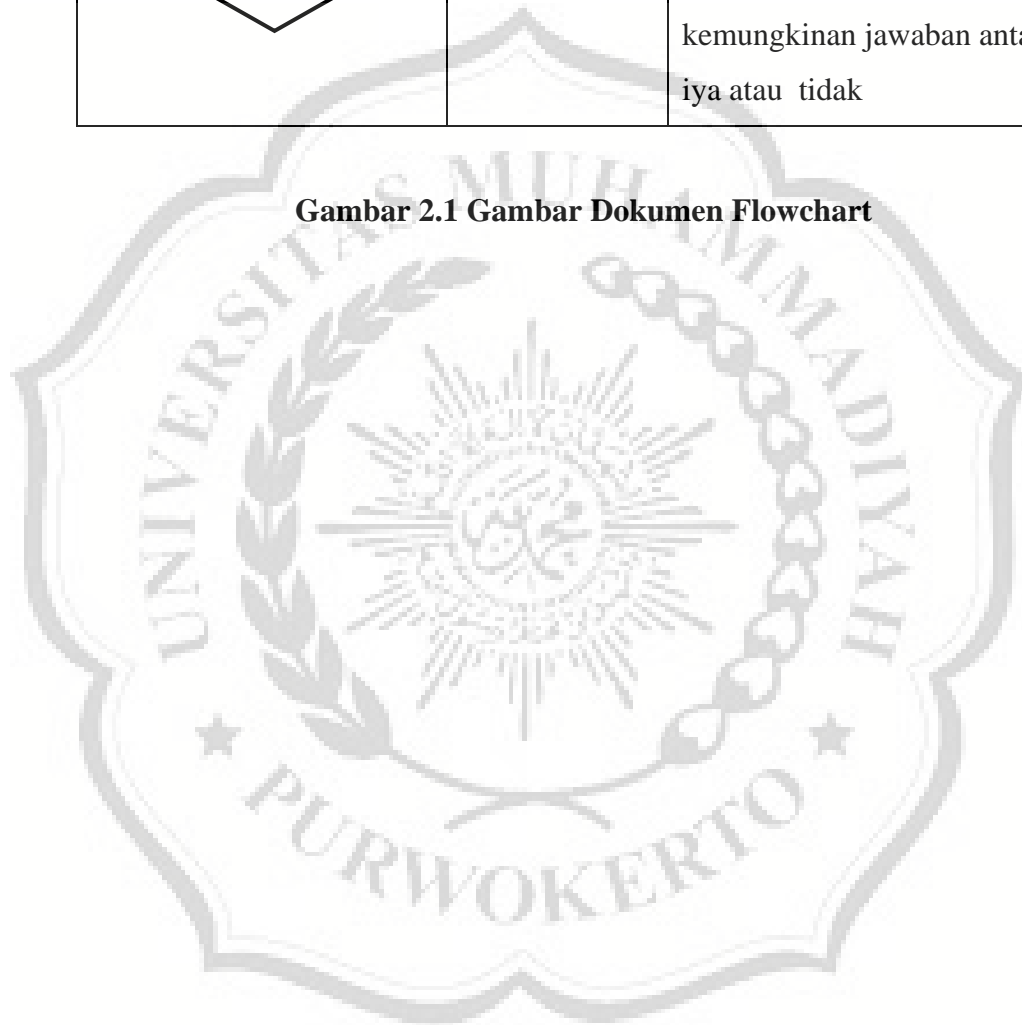 kemungkinan jawaban anta
iya atau tidak
Gambar 2.1 Gambar Dokumen Flowchart
UNIVERSITAS MUHAMMADIYAH
PURWOKERTO